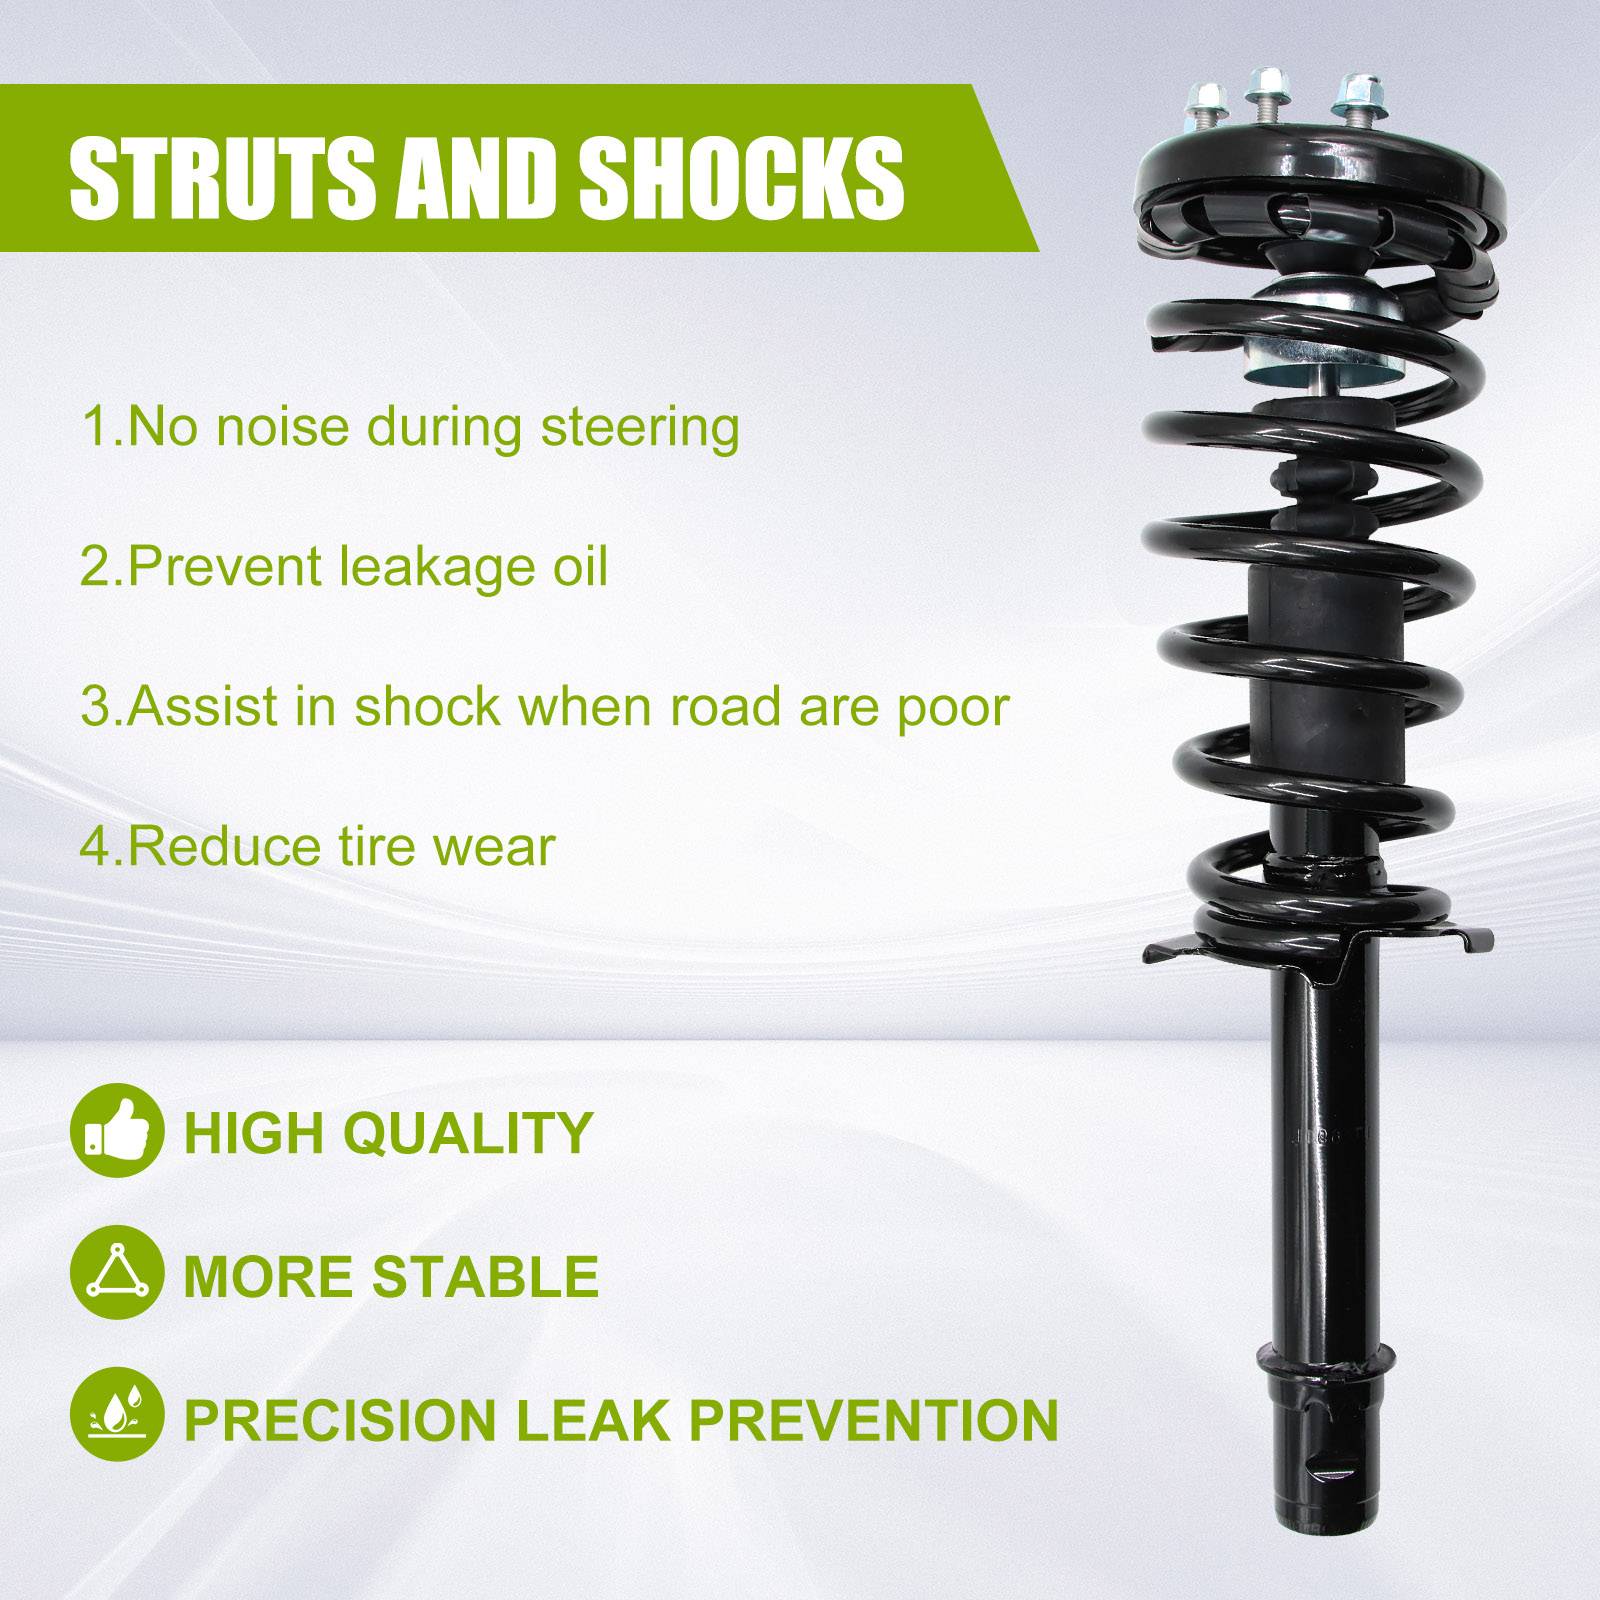 STRUTS AND SHOCKS
1.No noise during steering
2.Prevent leakage oil
3.Assist in shock when road are poor
4.Reduce tire wear
HIGH QUALITY
MORE STABLE
PRECISION LEAK PREVENTION